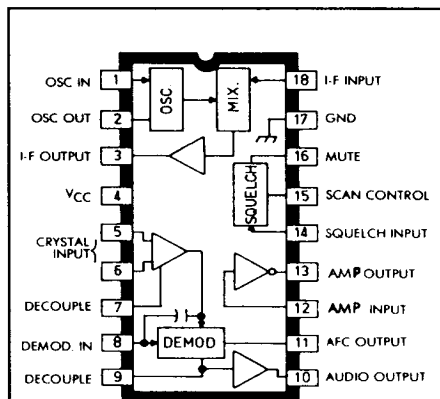 OSC IN 1
OSC OUT 2
I-F OUTPUT 3
VCC 4
5
CRYSTAL INPUT
6
DECOUPLE 7
DEMOD. IN 8
DECOUPLE 9
OSC
MIX.
SQUELCH
DEMOD
18 I-F INPUT
17 GND
16 MUTE
15 SCAN CONTROL
14 SQUELCH INPUT
13 AMP OUTPUT
12 AMP INPUT
11 AFC OUTPUT
10 AUDIO OUTPUT